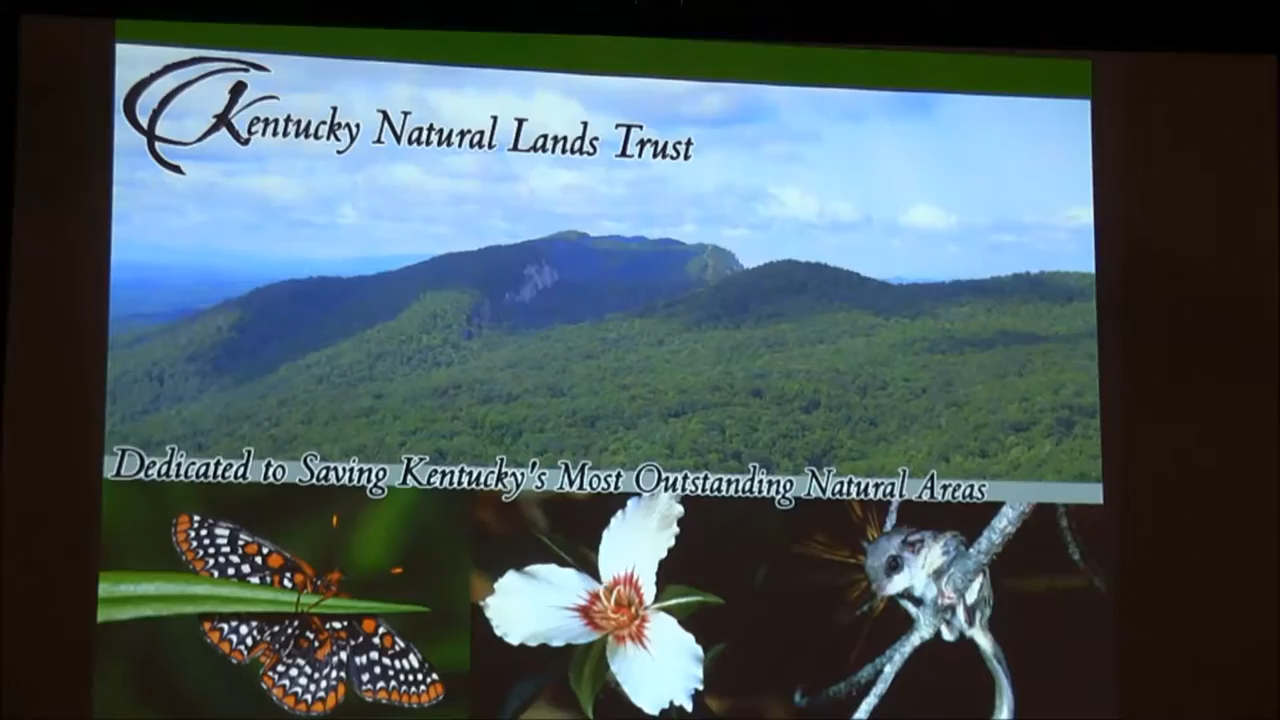 Kentucky Natural Lands Trust
Dedicated to Saving Kentucky's Most Outstanding Natural Areas